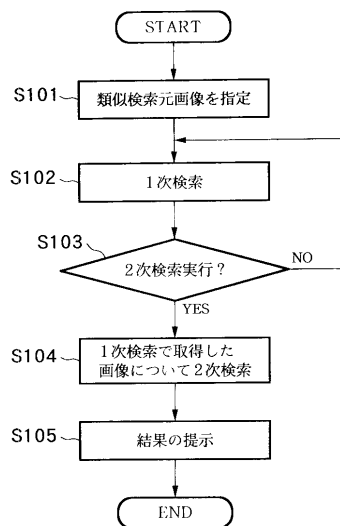 START
S101
類似検索元画像を指定
S102
1次検索
S103
2次検索実行?
NO
YES
S104
1次検索で取得した
画像について2次検索
S105
結果の提示
END